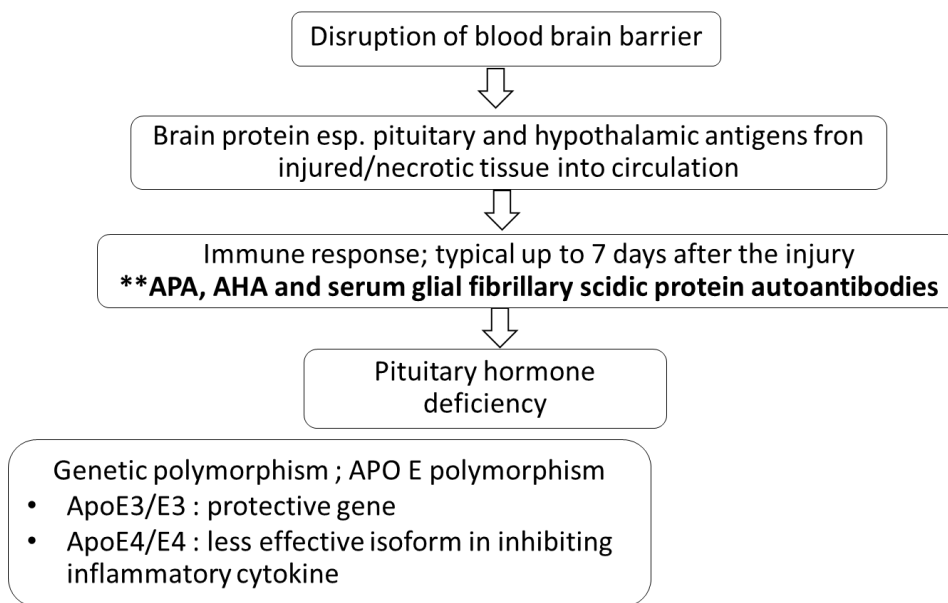 Disruption of blood brain barrier
Brain protein esp. pituitary and hypothalamic antigens fron
injured/necrotic tissue into circulation
Immune response; typical up to 7 days after the injury
**APA, AHA and serum glial fibrillary scidic protein autoantibodies
Pituitary hormone
deficiency
Genetic polymorphism ; APO E polymorphism
• ApoE3/E3 : protective gene
• ApoE4/E4 : less effective isoform in inhibiting
inflammatory cytokine